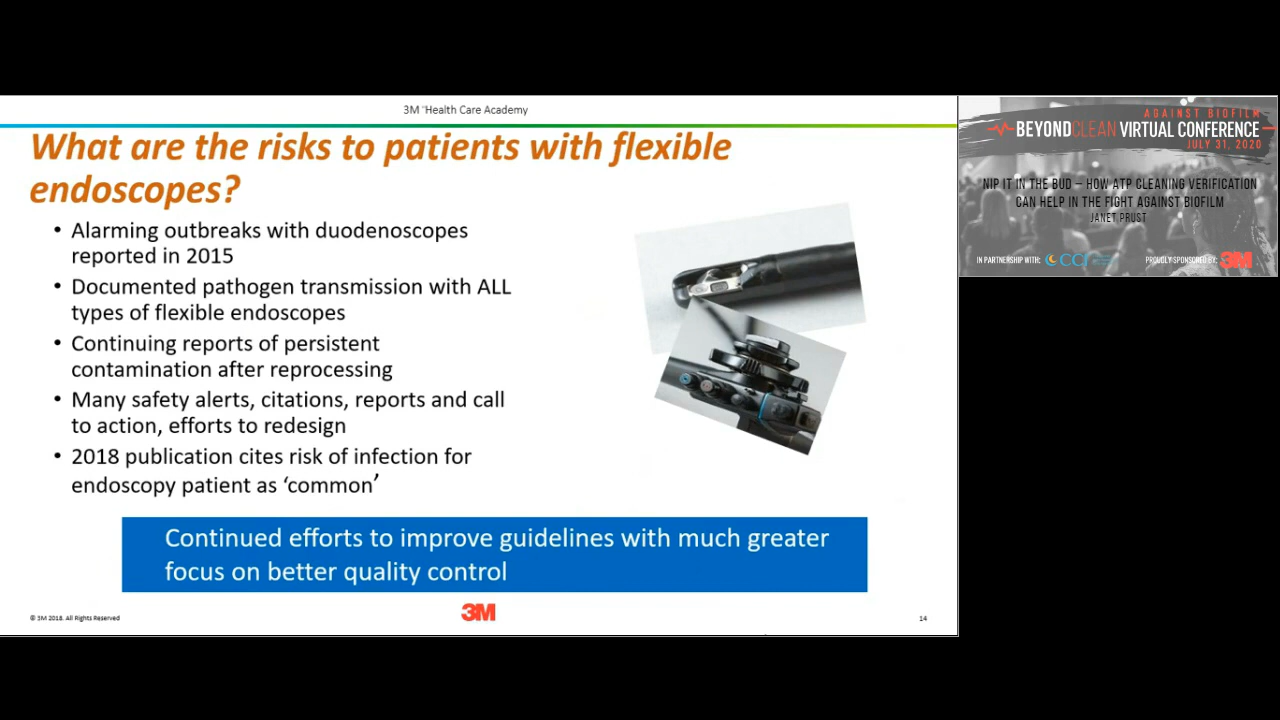 3M ¨Health Care Academy
What are the risks to patients with flexible
endoscopes?
• Alarming outbreaks with duodenoscopes
reported in 2015
• Documented pathogen transmission with ALL
types of flexible endoscopes
• Continuing reports of persistent
contamination after reprocessing
• Many safety alerts, citations, reports and call
to action, efforts to redesign
• 2018 publication cites risk of infection for
endoscopy patient as ‘common’
Continued efforts to improve guidelines with much greater
focus on better quality control
© 3M 2018. All Rights Reserved
3M
14
AGAINST BIOFILM
BEYONDCLEAN VIRTUAL CONFERENCE
JULY 31, 2020
NIP IT IN THE BUD – HOW ATP CLEANING VERIFICATION
CAN HELP IN THE FIGHT AGAINST BIOFILM
JANET PRUST
IN PARTNERSHIP WITH: CCI
PROUDLY SPONSORED BY: 3M